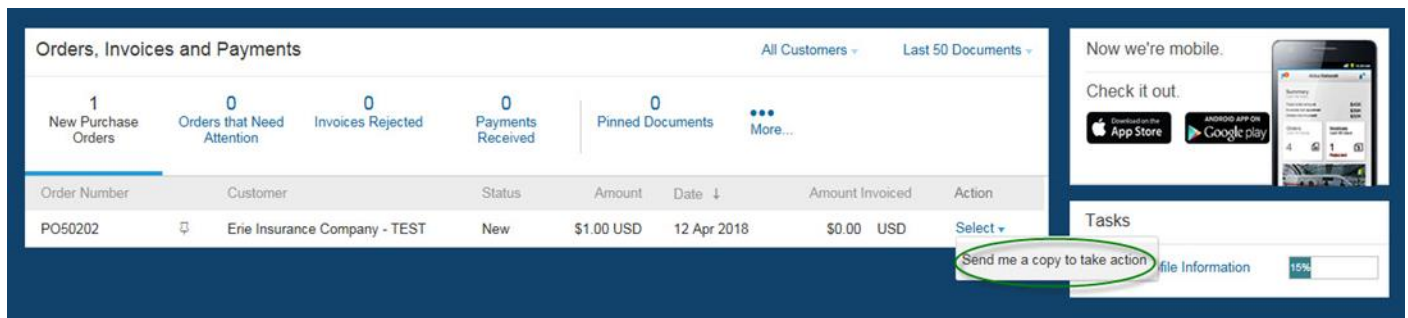 Orders, Invoices and Payments
All Customers
Last 50 Documents
1
New Purchase
Orders
0
Orders that Need
Attention
0
Invoices Rejected
0
Payments
Received
0
Pinned Documents
More...
Order Number Customer Status Amount Date ↓ Amount Invoiced Action
PO50202 Erie Insurance Company - TEST New $1.00 USD 12 Apr 2018 $0.00 USD Select
Send me a copy to take action
Now we're mobile.
Check it out.
Download on the
App Store
ANDROID APP ON
Google play
Summary
4
1
Tasks
file Information
15%